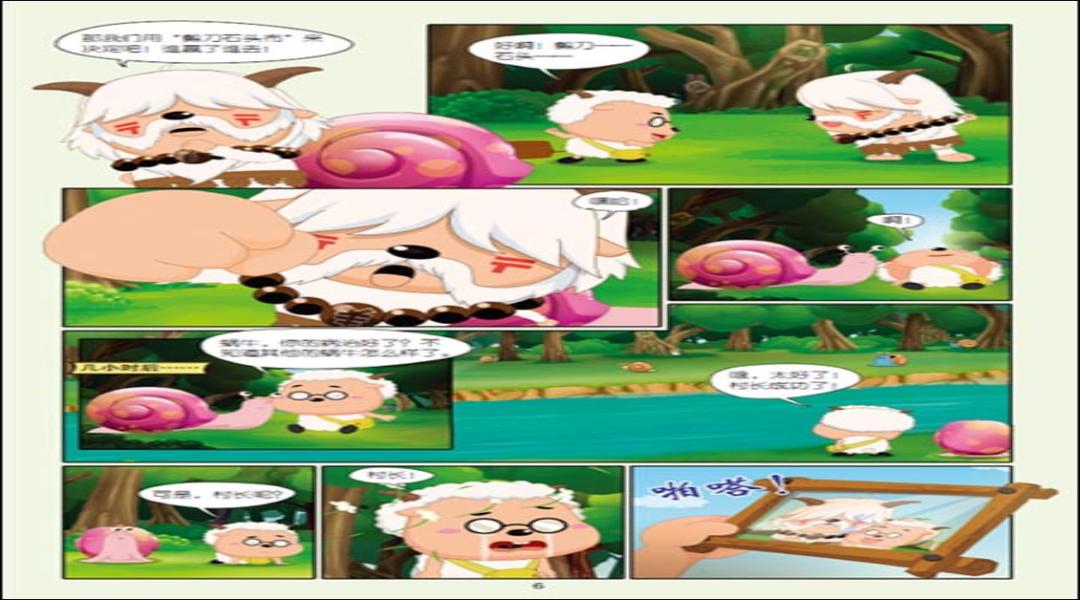 那我们用“剪刀石头布”来
决定吧！谁赢了谁去！
好啊！剪刀——
石头——
嘿哈！
啊！
几小时后……
蜗牛，你的病治好了？不
知道其他的蜗牛怎么样了。
哦，太好了！
村长成功了！
可是，村长呢？
村长！
啪嗒！
6